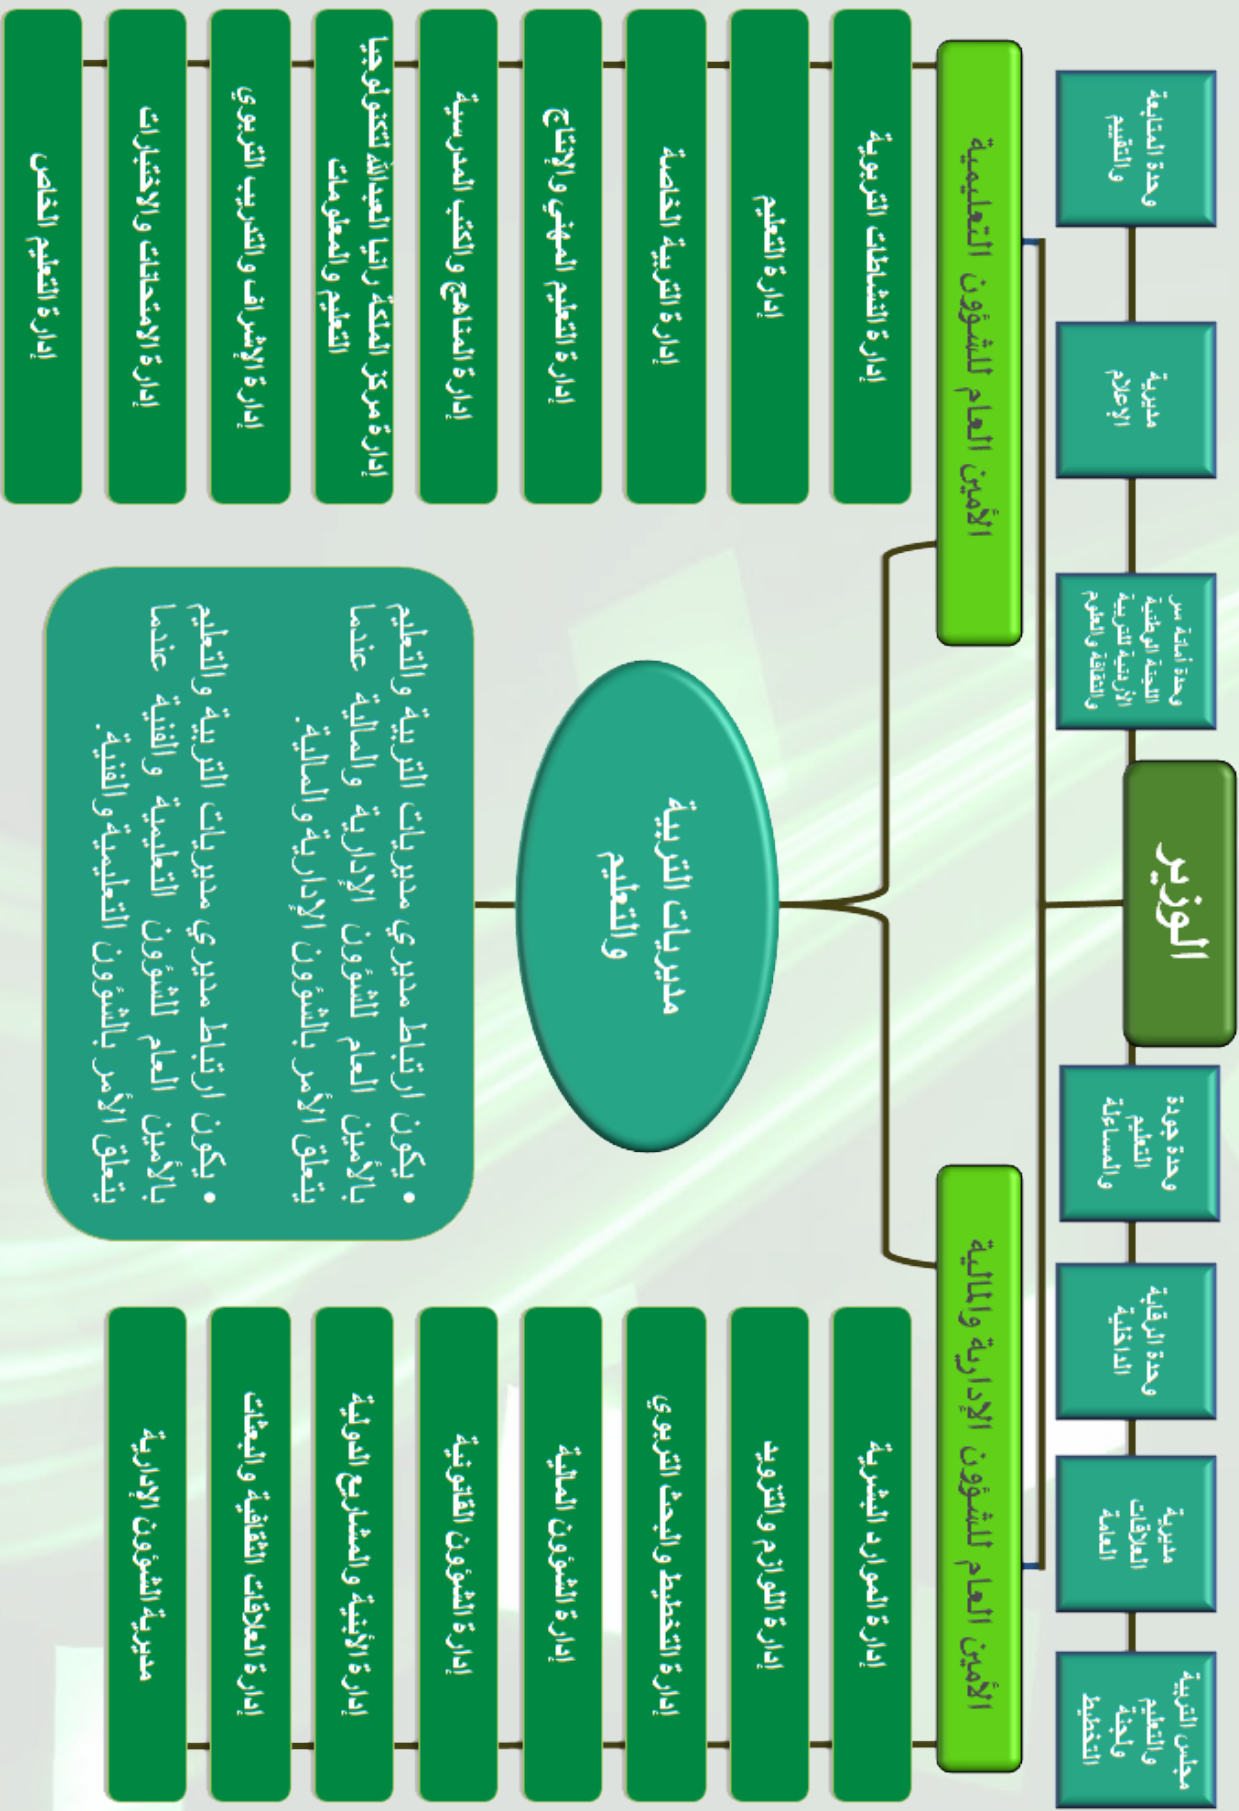 الوزير
مجلس التربية
والتعليم
ولجنة
التخطيط
مديرية
العلاقات
العامة
وحدة الرقابة
الداخلية
وحدة جودة
التعليم
والمساءلة
وحدة أمانة سر
اللجنة الوطنية
الأردنية للتربية
والثقافة والعلوم
مديرية
الإعلام
وحدة المتابعة
والتقييم
الأمين العام للشؤون الإدارية والمالية
إدارة الموارد البشرية
إدارة اللوازم والتزويد
إدارة التخطيط والبحث التربوي
إدارة الشؤون المالية
إدارة الشؤون القانونية
إدارة الأبنية والمشاريع الدولية
إدارة العلاقات الثقافية والبعثات
مديرية الشؤون الإدارية
مديريات التربية
والتعليم
• يكون ارتباط مديري مديريات التربية والتعليم
بالأمين العام للشؤون الإدارية والمالية عندما
يتعلق الأمر بالشؤون الإدارية والمالية.
• يكون ارتباط مديري مديريات التربية والتعليم
بالأمين العام للشؤون التعليمية والفنية عندما
يتعلق الأمر بالشؤون التعليمية والفنية.
الأمين العام للشؤون التعليمية
إدارة النشاطات التربوية
إدارة التعليم
إدارة التربية الخاصة
إدارة التعليم المهني والإنتاج
إدارة المناهج والكتب المدرسية
إدارة مركز الملكة رانيا العبدالله لتكنولوجيا
التعليم والمعلومات
إدارة الإشراف والتدريب التربوي
إدارة الامتحانات والاختبارات
إدارة التعليم الخاص